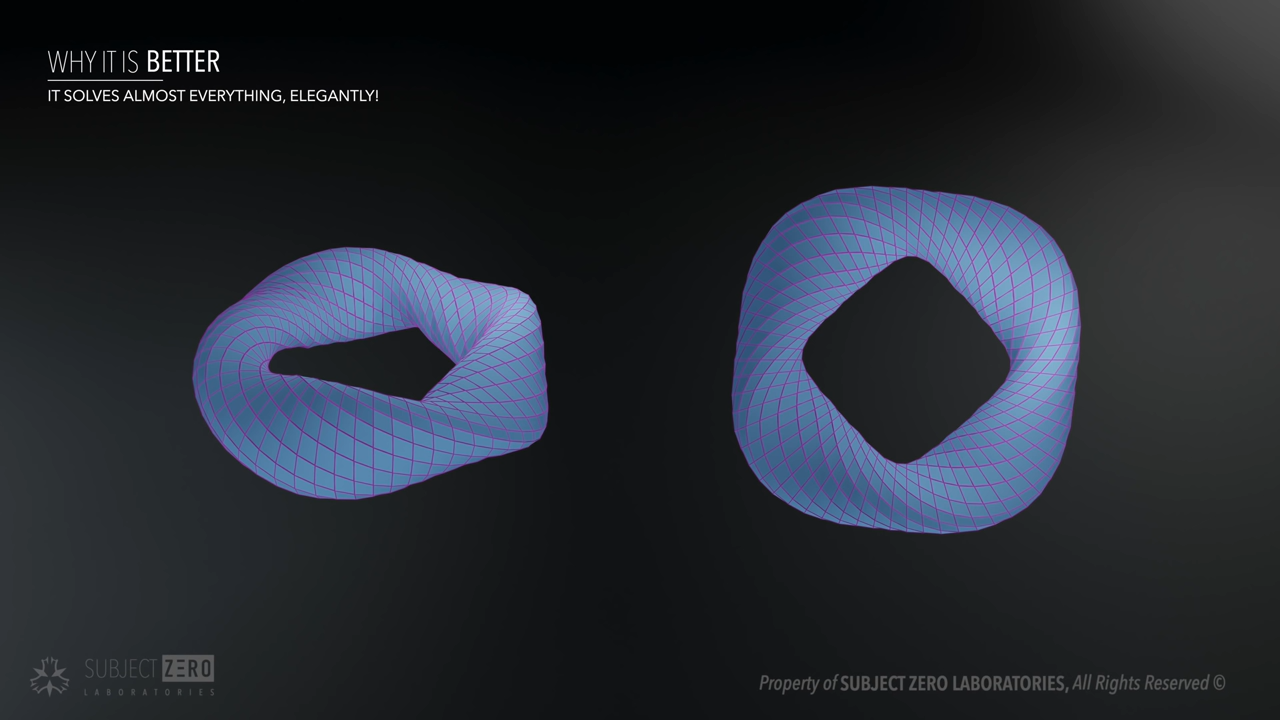 WHY IT IS BETTER
IT SOLVES ALMOST EVERYTHING, ELEGANTLY!
SUBJECT ZERO
LABORATORIES
Property of SUBJECT ZERO LABORATORIES, All Rights Reserved ©